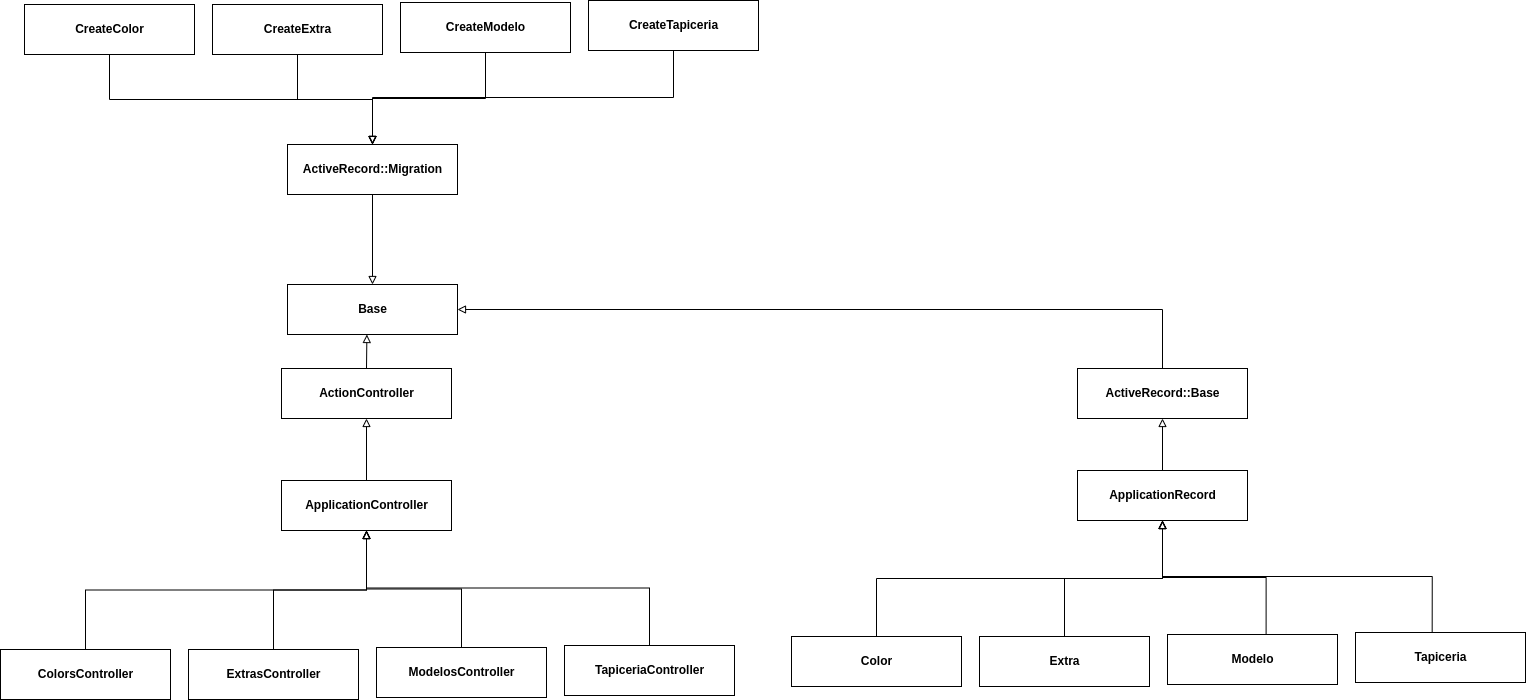 CreateColor
CreateExtra
CreateModelo
CreateTapiceria
ActiveRecord::Migration
Base
ActionController
ActiveRecord::Base
ApplicationController
ApplicationRecord
ColorsController
ExtrasController
ModelosController
TapiceriaController
Color
Extra
Modelo
Tapiceria